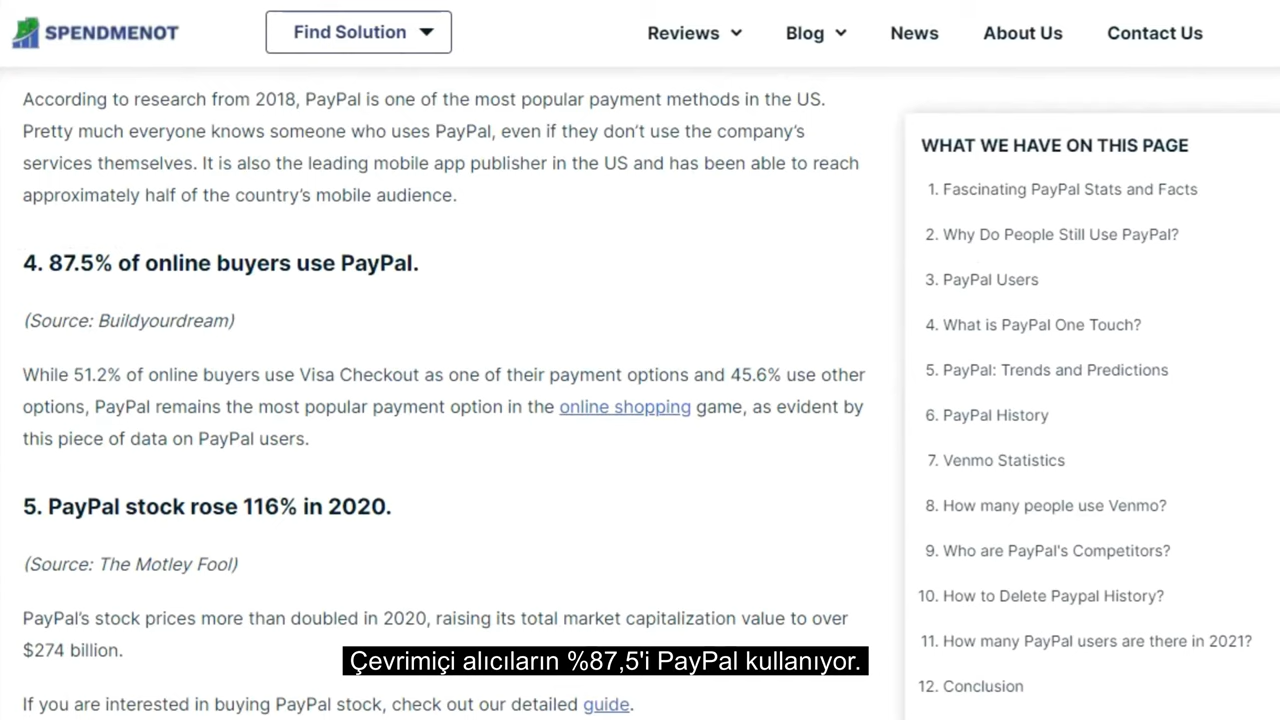 SPENDMENOT
Find Solution
Reviews
Blog
News
About Us
Contact Us
According to research from 2018, PayPal is one of the most popular payment methods in the US.
Pretty much everyone knows someone who uses PayPal, even if they don’t use the company’s
services themselves. It is also the leading mobile app publisher in the US and has been able to reach
approximately half of the country’s mobile audience.
4. 87.5% of online buyers use PayPal.
(Source: Buildyourdream)
While 51.2% of online buyers use Visa Checkout as one of their payment options and 45.6% use other
options, PayPal remains the most popular payment option in the online shopping game, as evident by
this piece of data on PayPal users.
5. PayPal stock rose 116% in 2020.
(Source: The Motley Fool)
PayPal’s stock prices more than doubled in 2020, raising its total market capitalization value to over
$274 billion.
If you are interested in buying PayPal stock, check out our detailed guide.
WHAT WE HAVE ON THIS PAGE
1. Fascinating PayPal Stats and Facts
2. Why Do People Still Use PayPal?
3. PayPal Users
4. What is PayPal One Touch?
5. PayPal: Trends and Predictions
6. PayPal History
7. Venmo Statistics
8. How many people use Venmo?
9. Who are PayPal's Competitors?
10. How to Delete Paypal History?
11. How many PayPal users are there in 2021?
12. Conclusion
Çevrimiçi alıcıların %87,5'i PayPal kullanıyor.